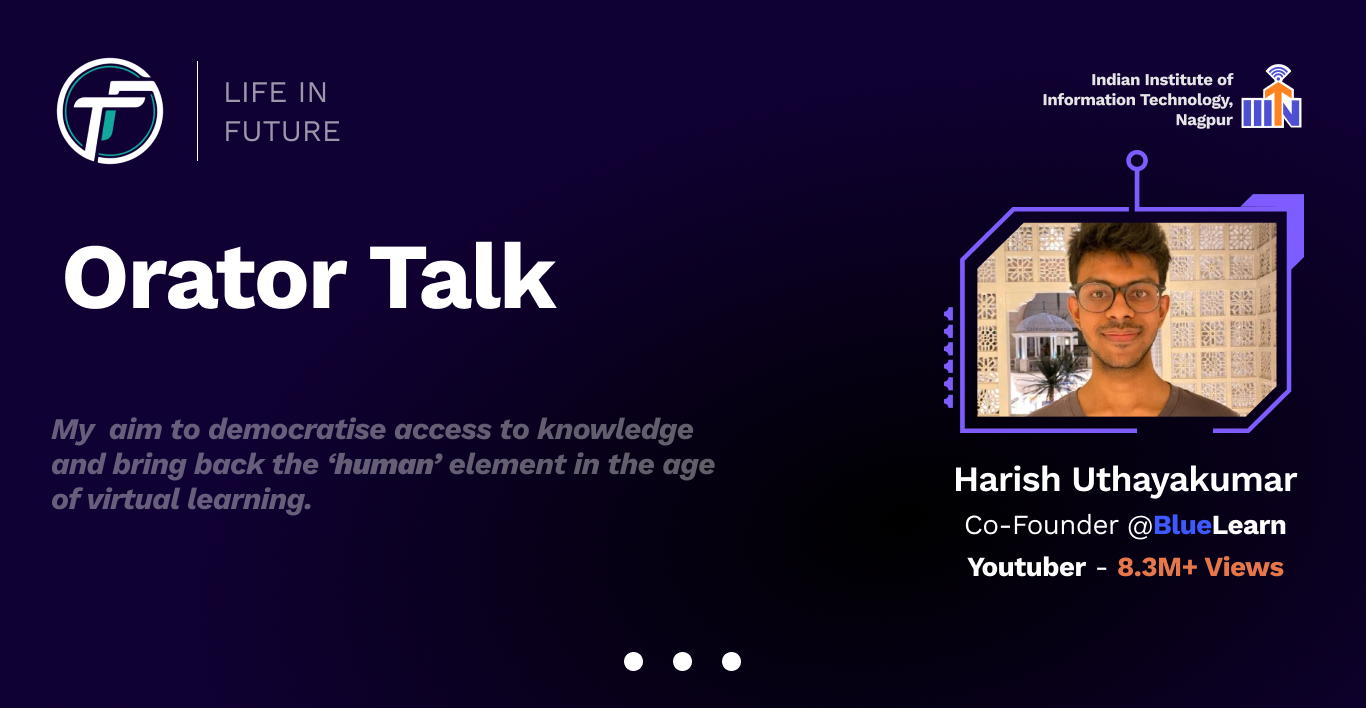 LIFE IN
FUTURE
Indian Institute of
Information Technology,
Nagpur
IIITN
Orator Talk
My  aim to democratise access to knowledge
and bring back the ‘human’ element in the age
of virtual learning.
Harish Uthayakumar
Co-Founder @BlueLearn
Youtuber - 8.3M+ Views